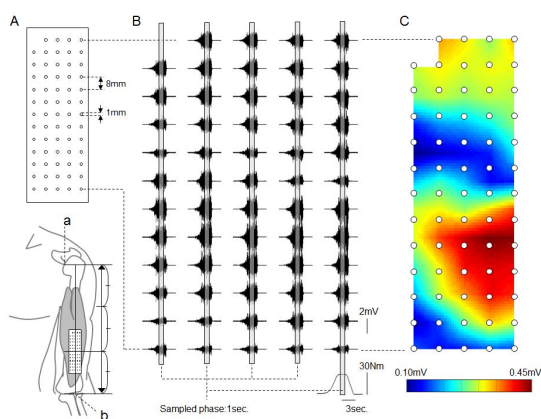 A
B
C
8mm
1mm
a
b
2mV
30Nm
Sampled phase:1sec.
3sec.
0.10mV
0.45mV